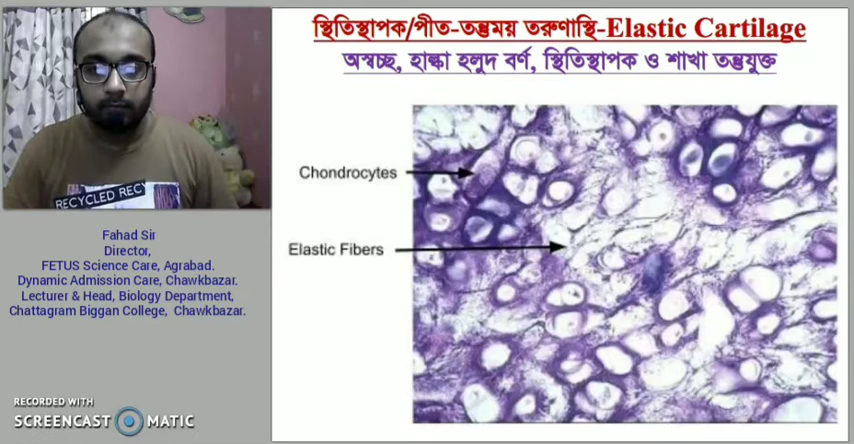 স্থিতিস্থাপক/পীত-তন্তুময় তরুণাস্থি-Elastic Cartilage
অস্বচ্ছ, হাল্কা হলুদ বর্ণ, স্থিতিস্থাপক ও শাখা তন্তুযুক্ত
Chondrocytes
Elastic Fibers
RECYCLED RECY
Fahad Sir
Director,
FETUS Science Care, Agrabad.
Dynamic Admission Care, Chawkbazar.
Lecturer & Head, Biology Department,
Chattagram Biggan College, Chawkbazar.
RECORDED WITH
SCREENCAST MATIC